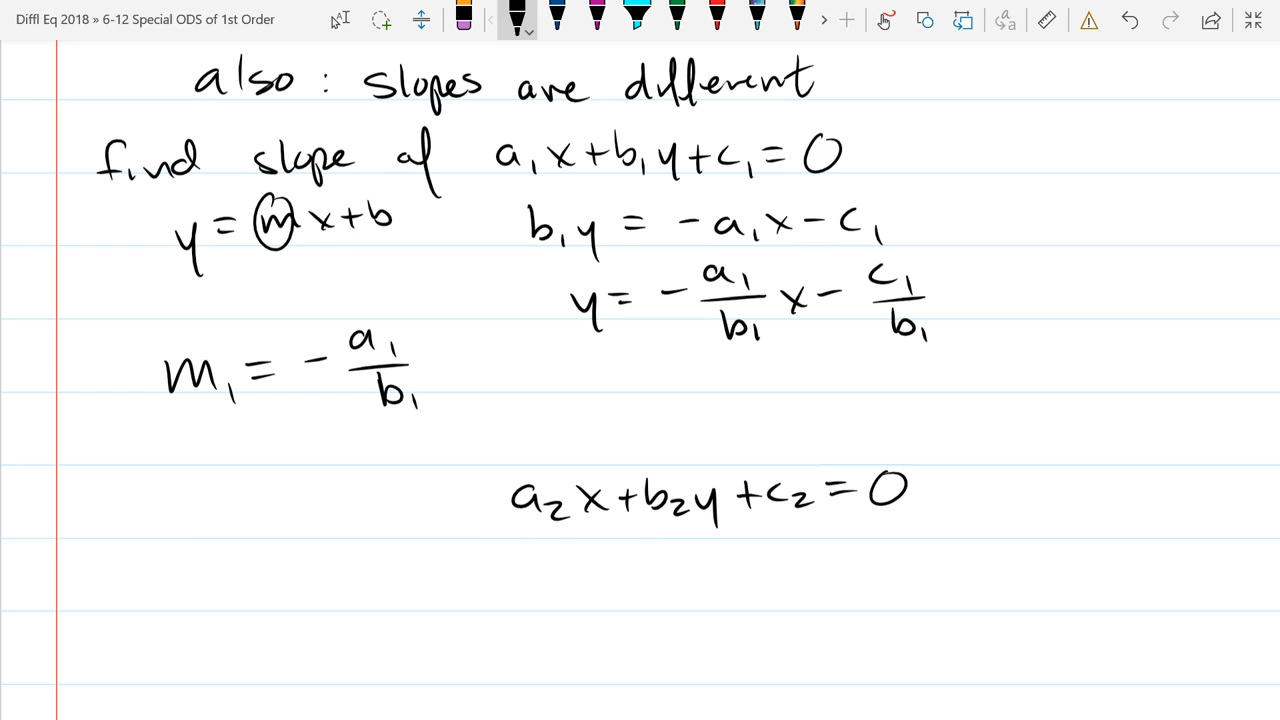 Diffl Eq 2018 » 6-12 Special ODS of 1st Order
also : slopes are different
find slope of a₁x+b₁y+c₁=0
y=mx+b b₁y = -a₁x-c₁
y= -a₁/b₁ x- c₁/b₁
m₁= -a₁/b₁
a₂x+b₂y+c₂=0